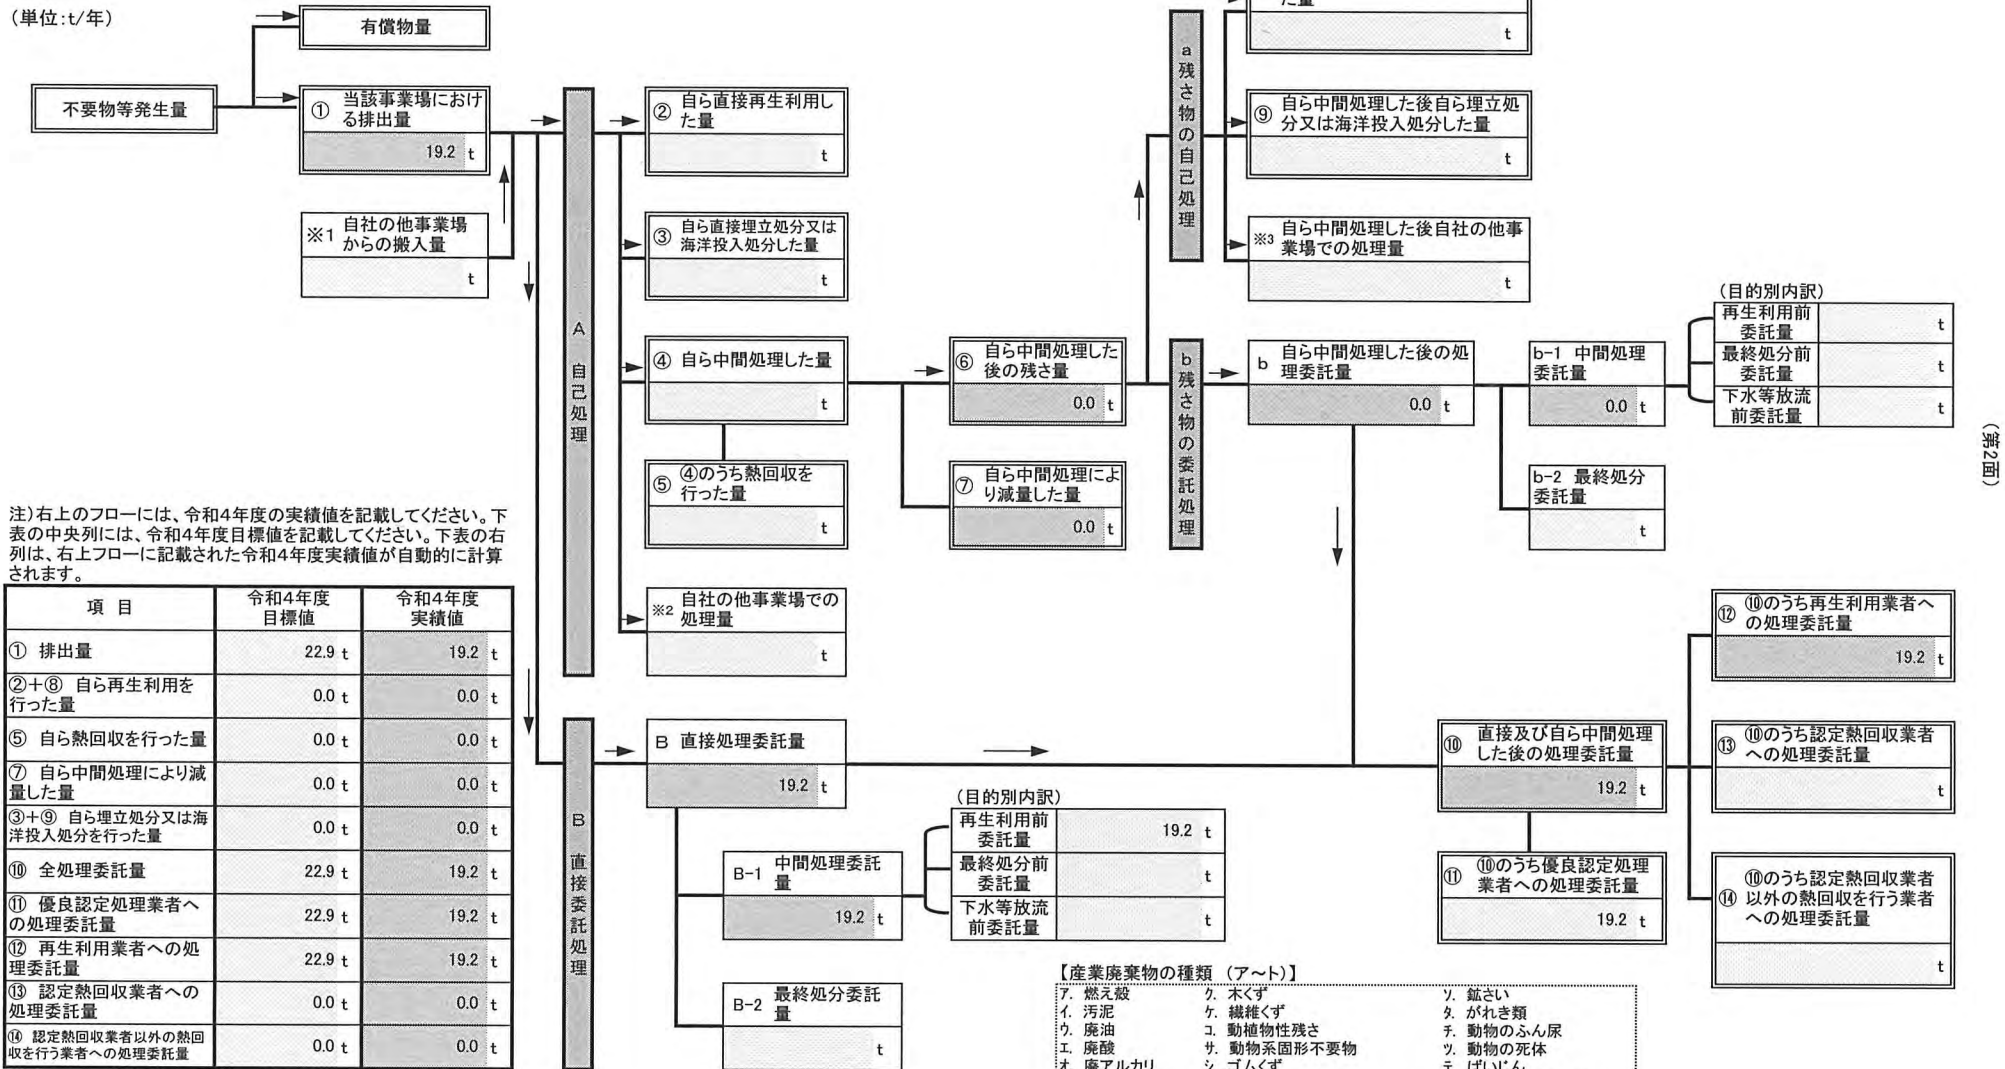 (単位:t/年)
有償物量
不要物等発生量
① 当該事業場におけ
る排出量
19.2 t
※1 自社の他事業場
からの搬入量
t
A 自己処理
② 自ら直接再生利用し
た量
t
③ 自ら直接埋立処分又は
海洋投入処分した量
t
④ 自ら中間処理した量
t
⑤ ④のうち熱回収を
行った量
t
※2 自社の他事業場での
処理量
t
⑥ 自ら中間処理した
後の残さ量
0.0 t
⑦ 自ら中間処理によ
り減量した量
0.0 t
a 残さ物の自己処理
た量
t
⑨ 自ら中間処理した後自ら埋立処
分又は海洋投入処分した量
t
※3 自ら中間処理した後自社の他事
業場での処理量
t
b 残さ物の委託処理
b 自ら中間処理した後の処
理委託量
0.0 t
b-1 中間処理
委託量
0.0 t
(目的別内訳)
再生利用前
委託量
t
最終処分前
委託量
t
下水等放流
前委託量
t
b-2 最終処分
委託量
t
(第2面)
注)右上のフローには、令和4年度の実績値を記載してください。下
表の中央列には、令和4年度目標値を記載してください。下表の右
列は、右上フローに記載された令和4年度実績値が自動的に計算
されます。
項 目 令和4年度 目標値 令和4年度 実績値
① 排出量 22.9 t 19.2 t
②+⑧ 自ら再生利用を
行った量 0.0 t 0.0 t
⑤ 自ら熱回収を行った量 0.0 t 0.0 t
⑦ 自ら中間処理により減
量した量 0.0 t 0.0 t
③+⑨ 自ら埋立処分又は海
洋投入処分を行った量 0.0 t 0.0 t
⑩ 全処理委託量 22.9 t 19.2 t
⑪ 優良認定処理業者へ
の処理委託量 22.9 t 19.2 t
⑫ 再生利用業者への処
理委託量 22.9 t 19.2 t
⑬ 認定熱回収業者への
処理委託量 0.0 t 0.0 t
⑭ 認定熱回収業者以外の熱回
収を行う業者への処理委託量 0.0 t 0.0 t
B 直接委託処理
B 直接処理委託量
19.2 t
B-1 中間処理委託
量
19.2 t
(目的別内訳)
再生利用前
委託量
19.2 t
最終処分前
委託量
t
下水等放流
前委託量
t
B-2 最終処分委託
量
t
⑩ 直接及び自ら中間処理
した後の処理委託量
19.2 t
⑪ ⑩のうち優良認定処理
業者への処理委託量
19.2 t
⑫ ⑩のうち再生利用業者へ
の処理委託量
19.2 t
⑬ ⑩のうち認定熱回収業者
への処理委託量
t
⑭ ⑩のうち認定熱回収業者
以外の熱回収を行う業者
への処理委託量
t
【産業廃棄物の種類 (ア~ト)】
ア. 燃え殻 ク. 木くず ソ. 鉱さい
イ. 汚泥 ケ. 繊維くず タ. がれき類
ウ. 廃油 コ. 動植物性残さ チ. 動物のふん尿
エ. 廃酸 サ. 動物系固形不要物 ツ. 動物の死体
オ. 廃アルカリ シ. ゴムくず テ. ばいじん